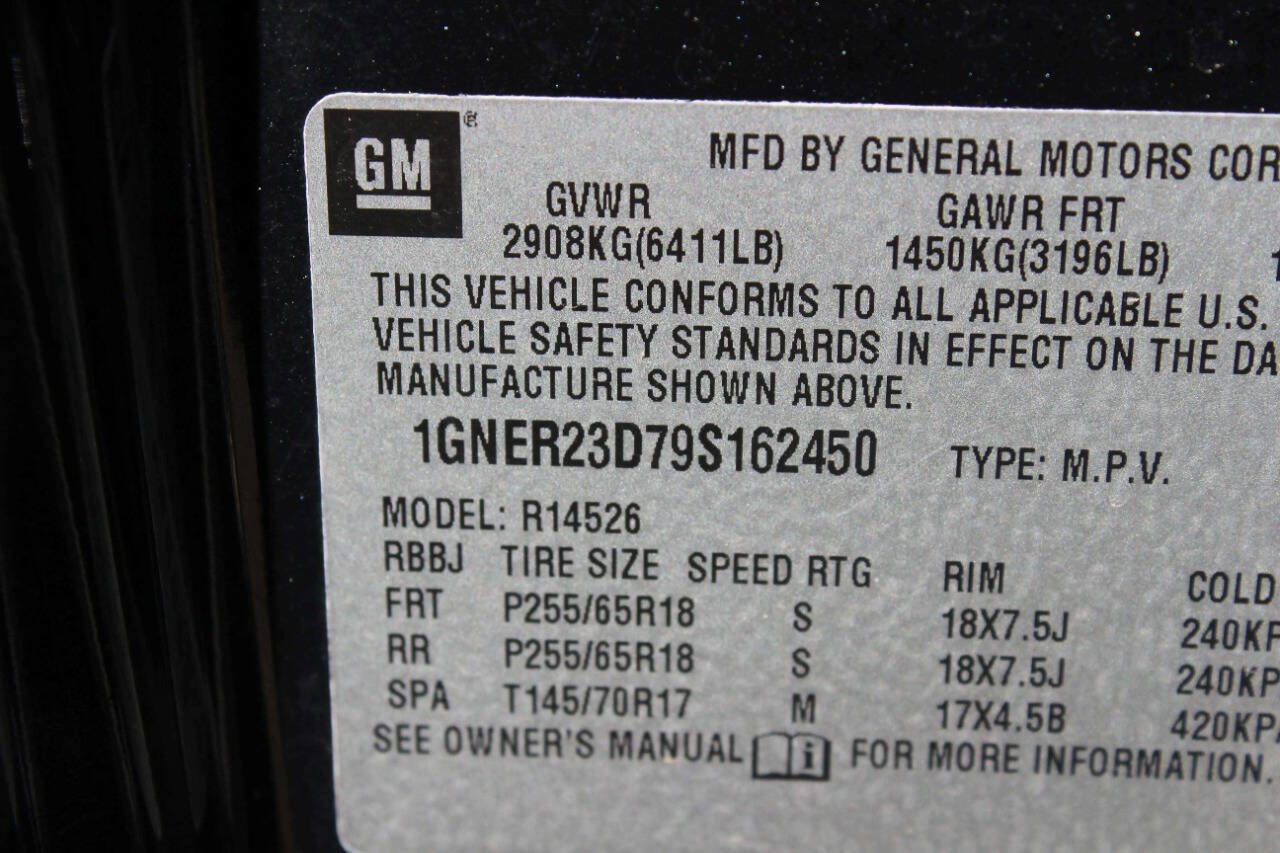 GM
MFD BY GENERAL MOTORS COR
GVWR GAWR FRT
2908KG(6411LB) 1450KG(3196LB) 1
THIS VEHICLE CONFORMS TO ALL APPLICABLE U.S.
VEHICLE SAFETY STANDARDS IN EFFECT ON THE DA
MANUFACTURE SHOWN ABOVE.
1GNER23D79S162450 TYPE: M.P.V.
MODEL: R14526
RBBJ TIRE SIZE SPEED RTG RIM COLD
FRT P255/65R18 S 18X7.5J 240KP
RR P255/65R18 S 18X7.5J 240KP
SPA T145/70R17 M 17X4.5B 420KPA
SEE OWNER'S MANUAL i FOR MORE INFORMATION.